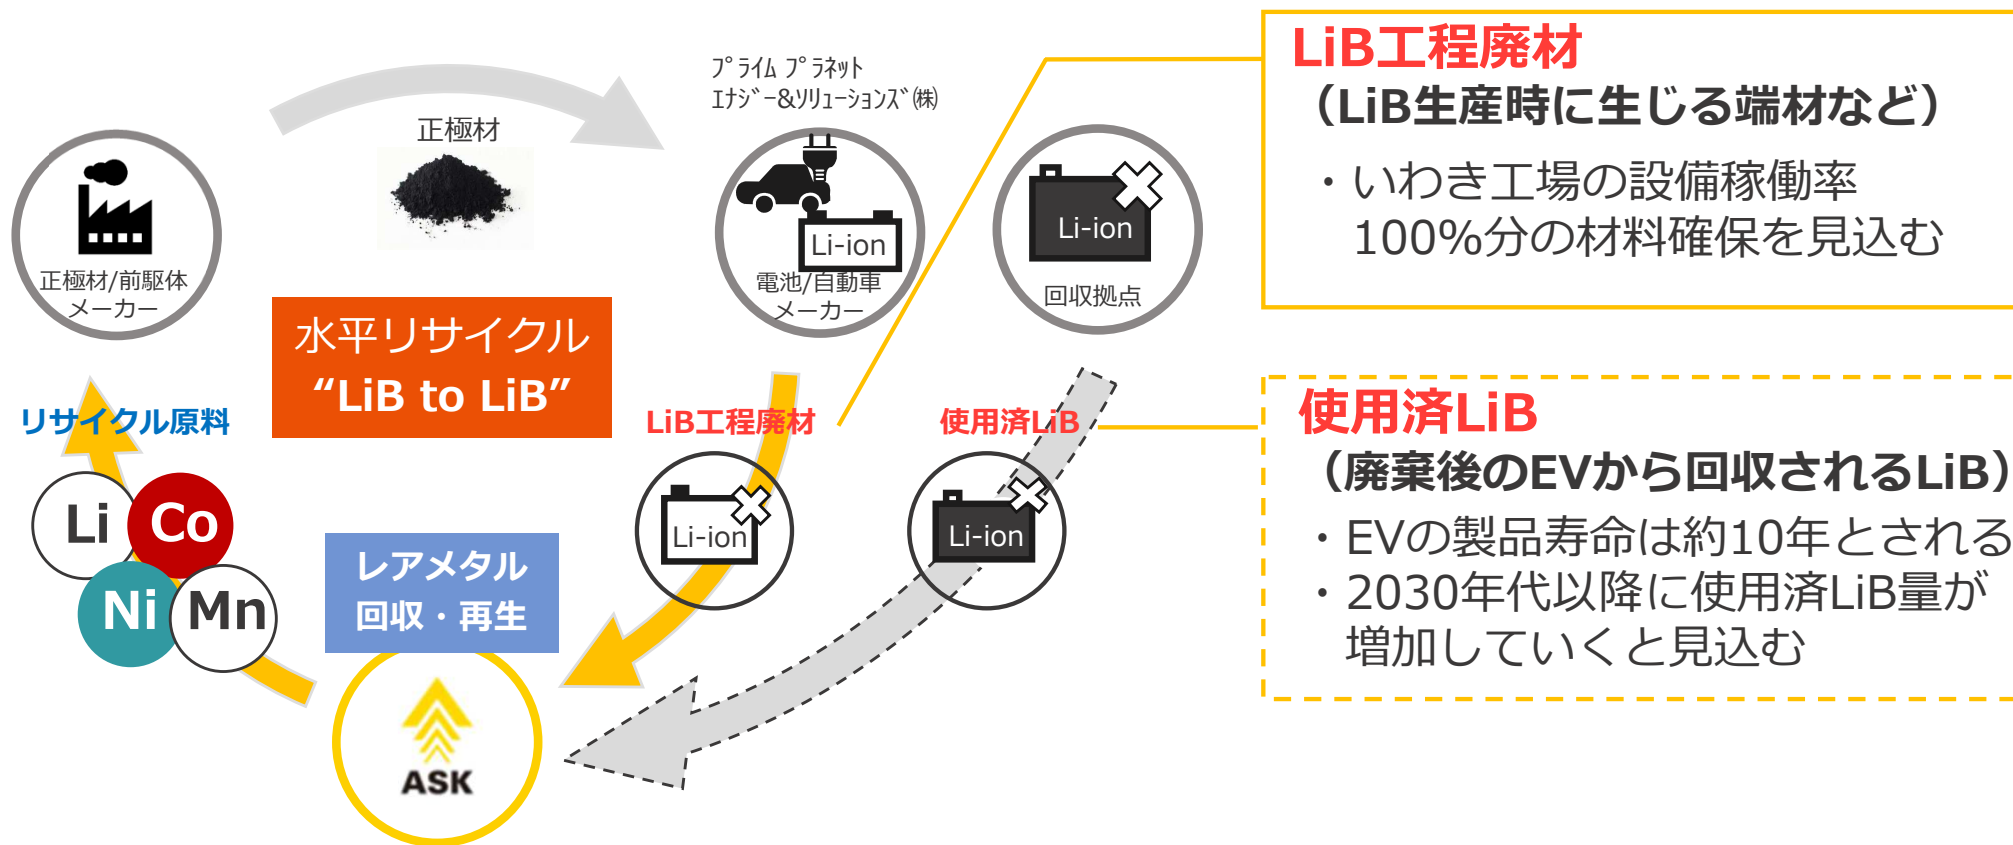 プライム プラネット
エナジー&ソリューションズ(株)
正極材
正極材/前駆体
メーカー
Li-ion
電池/自動車
メーカー
Li-ion
回収拠点
水平リサイクル
“LiB to LiB”
リサイクル原料
Li
Co
Ni
Mn
LiB工程廃材
Li-ion
使用済LiB
Li-ion
レアメタル
回収・再生
ASK
LiB工程廃材
（LiB生産時に生じる端材など）
・いわき工場の設備稼働率
100%分の材料確保を見込む
使用済LiB
（廃棄後のEVから回収されるLiB）
・EVの製品寿命は約10年とされる
・2030年代以降に使用済LiB量が
増加していくと見込む